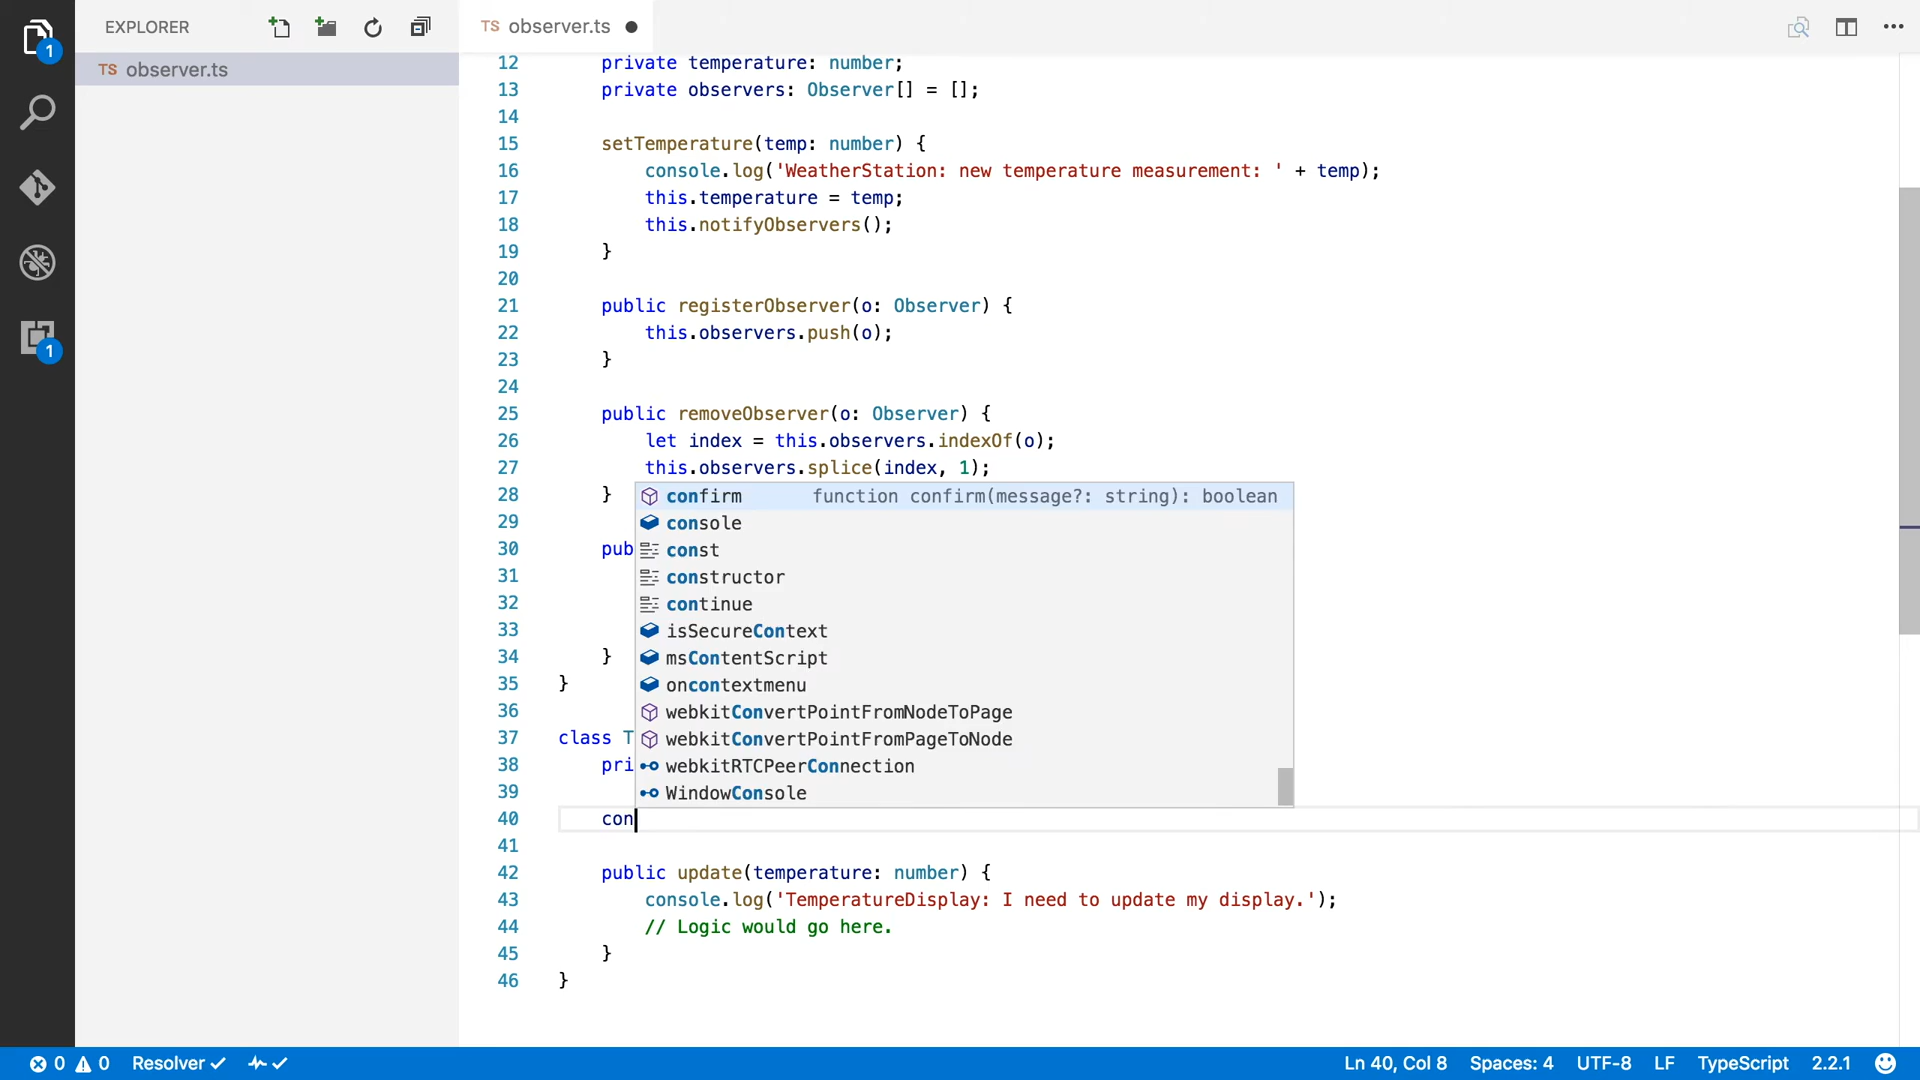 EXPLORER
TS observer.ts
1
TS observer.ts
1
12 private temperature: number;
13 private observers: Observer[] = [];
14
15 setTemperature(temp: number) {
16 console.log('WeatherStation: new temperature measurement: ' + temp);
17 this.temperature = temp;
18 this.notifyObservers();
19 }
20
21 public registerObserver(o: Observer) {
22 this.observers.push(o);
23 }
24
25 public removeObserver(o: Observer) {
26 let index = this.observers.indexOf(o);
27 this.observers.splice(index, 1);
28 }
confirm function confirm(message?: string): boolean
29
console
30 pub
const
31
constructor
32
continue
33
isSecureContext
34 }
msContentScript
35 }
oncontextmenu
36
webkitConvertPointFromNodeToPage
37 class T
webkitConvertPointFromPageToNode
38 pri
webkitRTCPeerConnection
39
WindowConsole
40 con
41
42 public update(temperature: number) {
43 console.log('TemperatureDisplay: I need to update my display.');
44 // Logic would go here.
45 }
46 }
0 0 Resolver Ln 40, Col 8 Spaces: 4 UTF-8 LF TypeScript 2.2.1